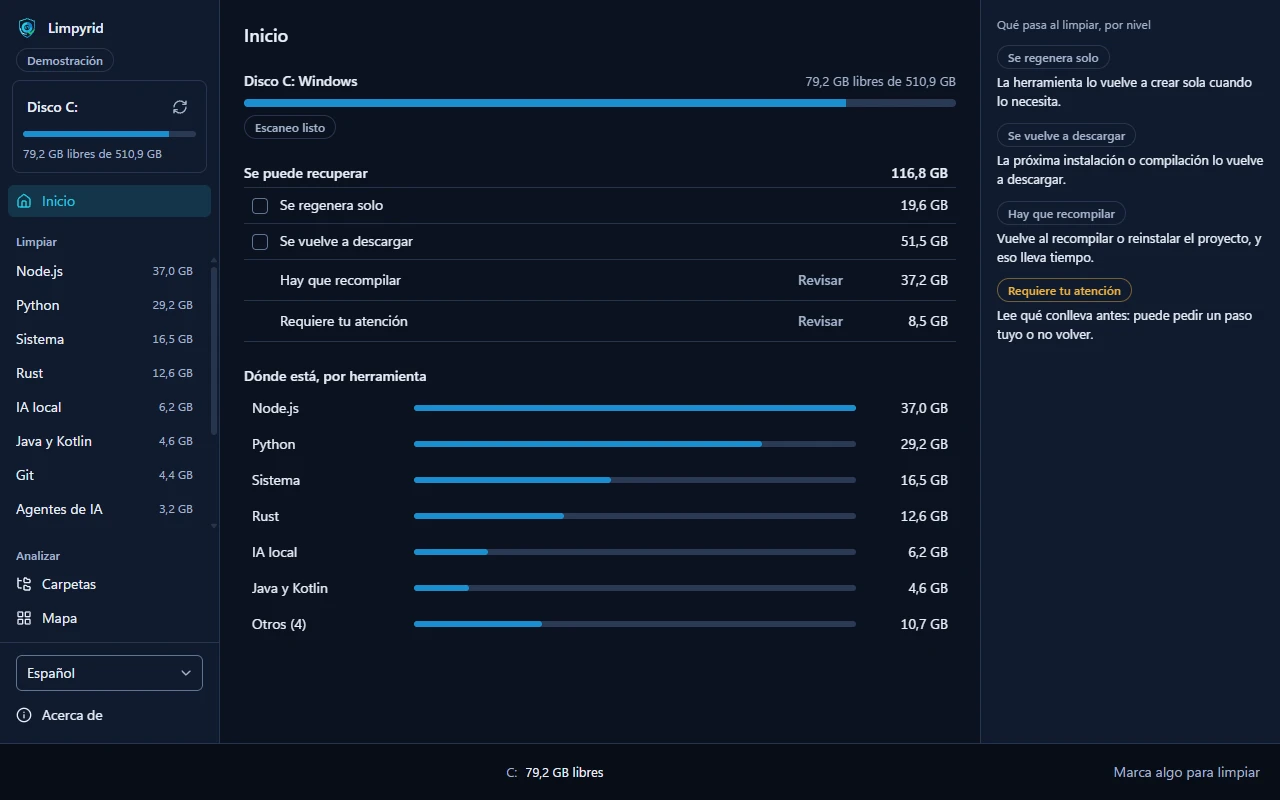 Limpyrid
Demostración
Disco C:
79,2 GB libres de 510,9 GB
Inicio
Limpiar
Node.js 37,0 GB
Python 29,2 GB
Sistema 16,5 GB
Rust 12,6 GB
IA local 6,2 GB
Java y Kotlin 4,6 GB
Git 4,4 GB
Agentes de IA 3,2 GB
Analizar
Carpetas
Mapa
Español
Acerca de
Inicio
Disco C: Windows 79,2 GB libres de 510,9 GB
Escaneo listo
Se puede recuperar 116,8 GB
Se regenera solo 19,6 GB
Se vuelve a descargar 51,5 GB
Hay que recompilar Revisar 37,2 GB
Requiere tu atención Revisar 8,5 GB
Dónde está, por herramienta
Node.js 37,0 GB
Python 29,2 GB
Sistema 16,5 GB
Rust 12,6 GB
IA local 6,2 GB
Java y Kotlin 4,6 GB
Otros (4) 10,7 GB
Qué pasa al limpiar, por nivel
Se regenera solo
La herramienta lo vuelve a crear sola cuando
lo necesita.
Se vuelve a descargar
La próxima instalación o compilación lo vuelve
a descargar.
Hay que recompilar
Vuelve al recompilar o reinstalar el proyecto, y
eso lleva tiempo.
Requiere tu atención
Lee qué conlleva antes: puede pedir un paso
tuyo o no volver.
C: 79,2 GB libres
Marca algo para limpiar